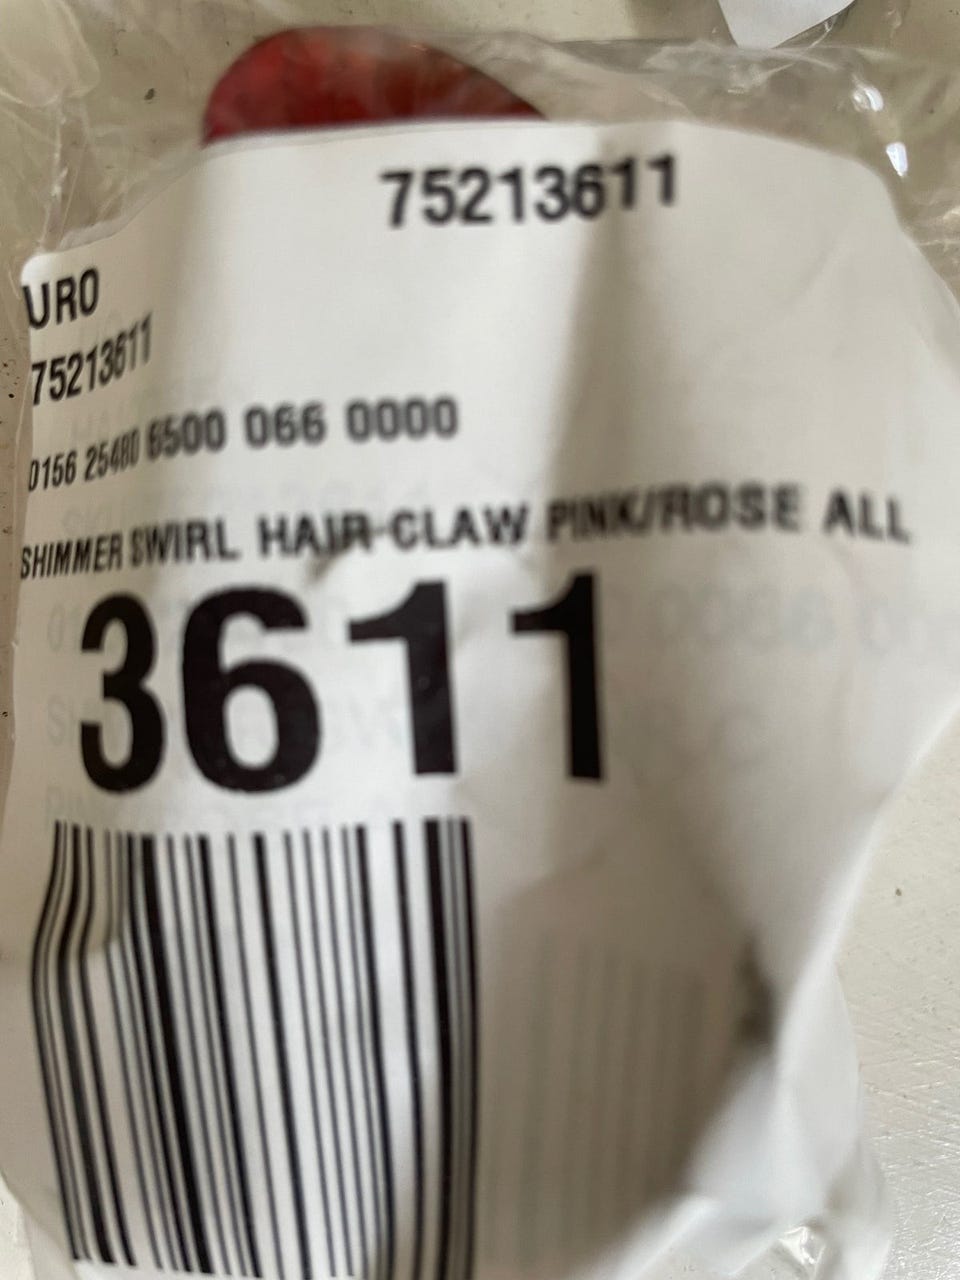 75213611
URO
75213611
0156 25480 6500 066 0000
SHIMMER SWIRL HAIR-CLAW PINK/ROSE ALL
3611